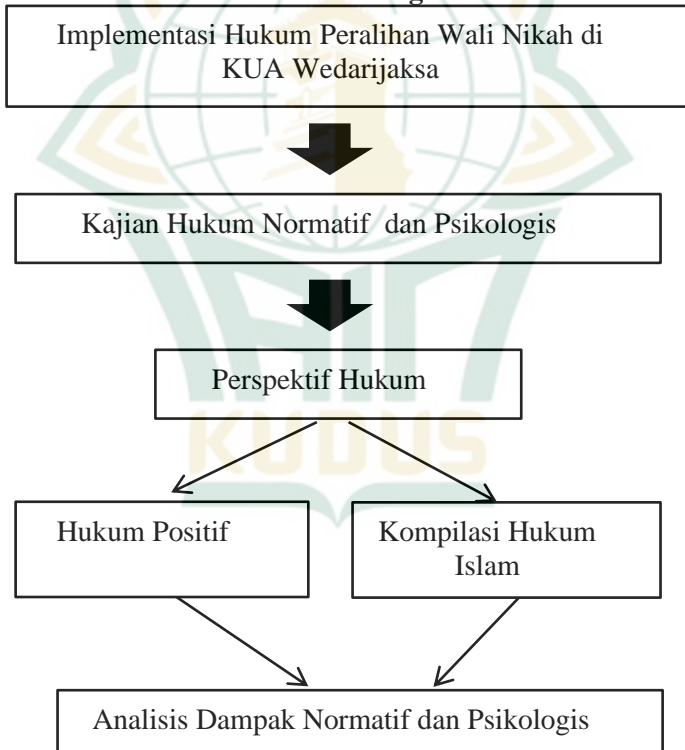 Implementasi Hukum Peralihan Wali Nikah di
KUA Wedarijaksa
Kajian Hukum Normatif dan Psikologis
Perspektif Hukum
KUDUS
Hukum Positif
Kompilasi Hukum
Islam
Analisis Dampak Normatif dan Psikologis